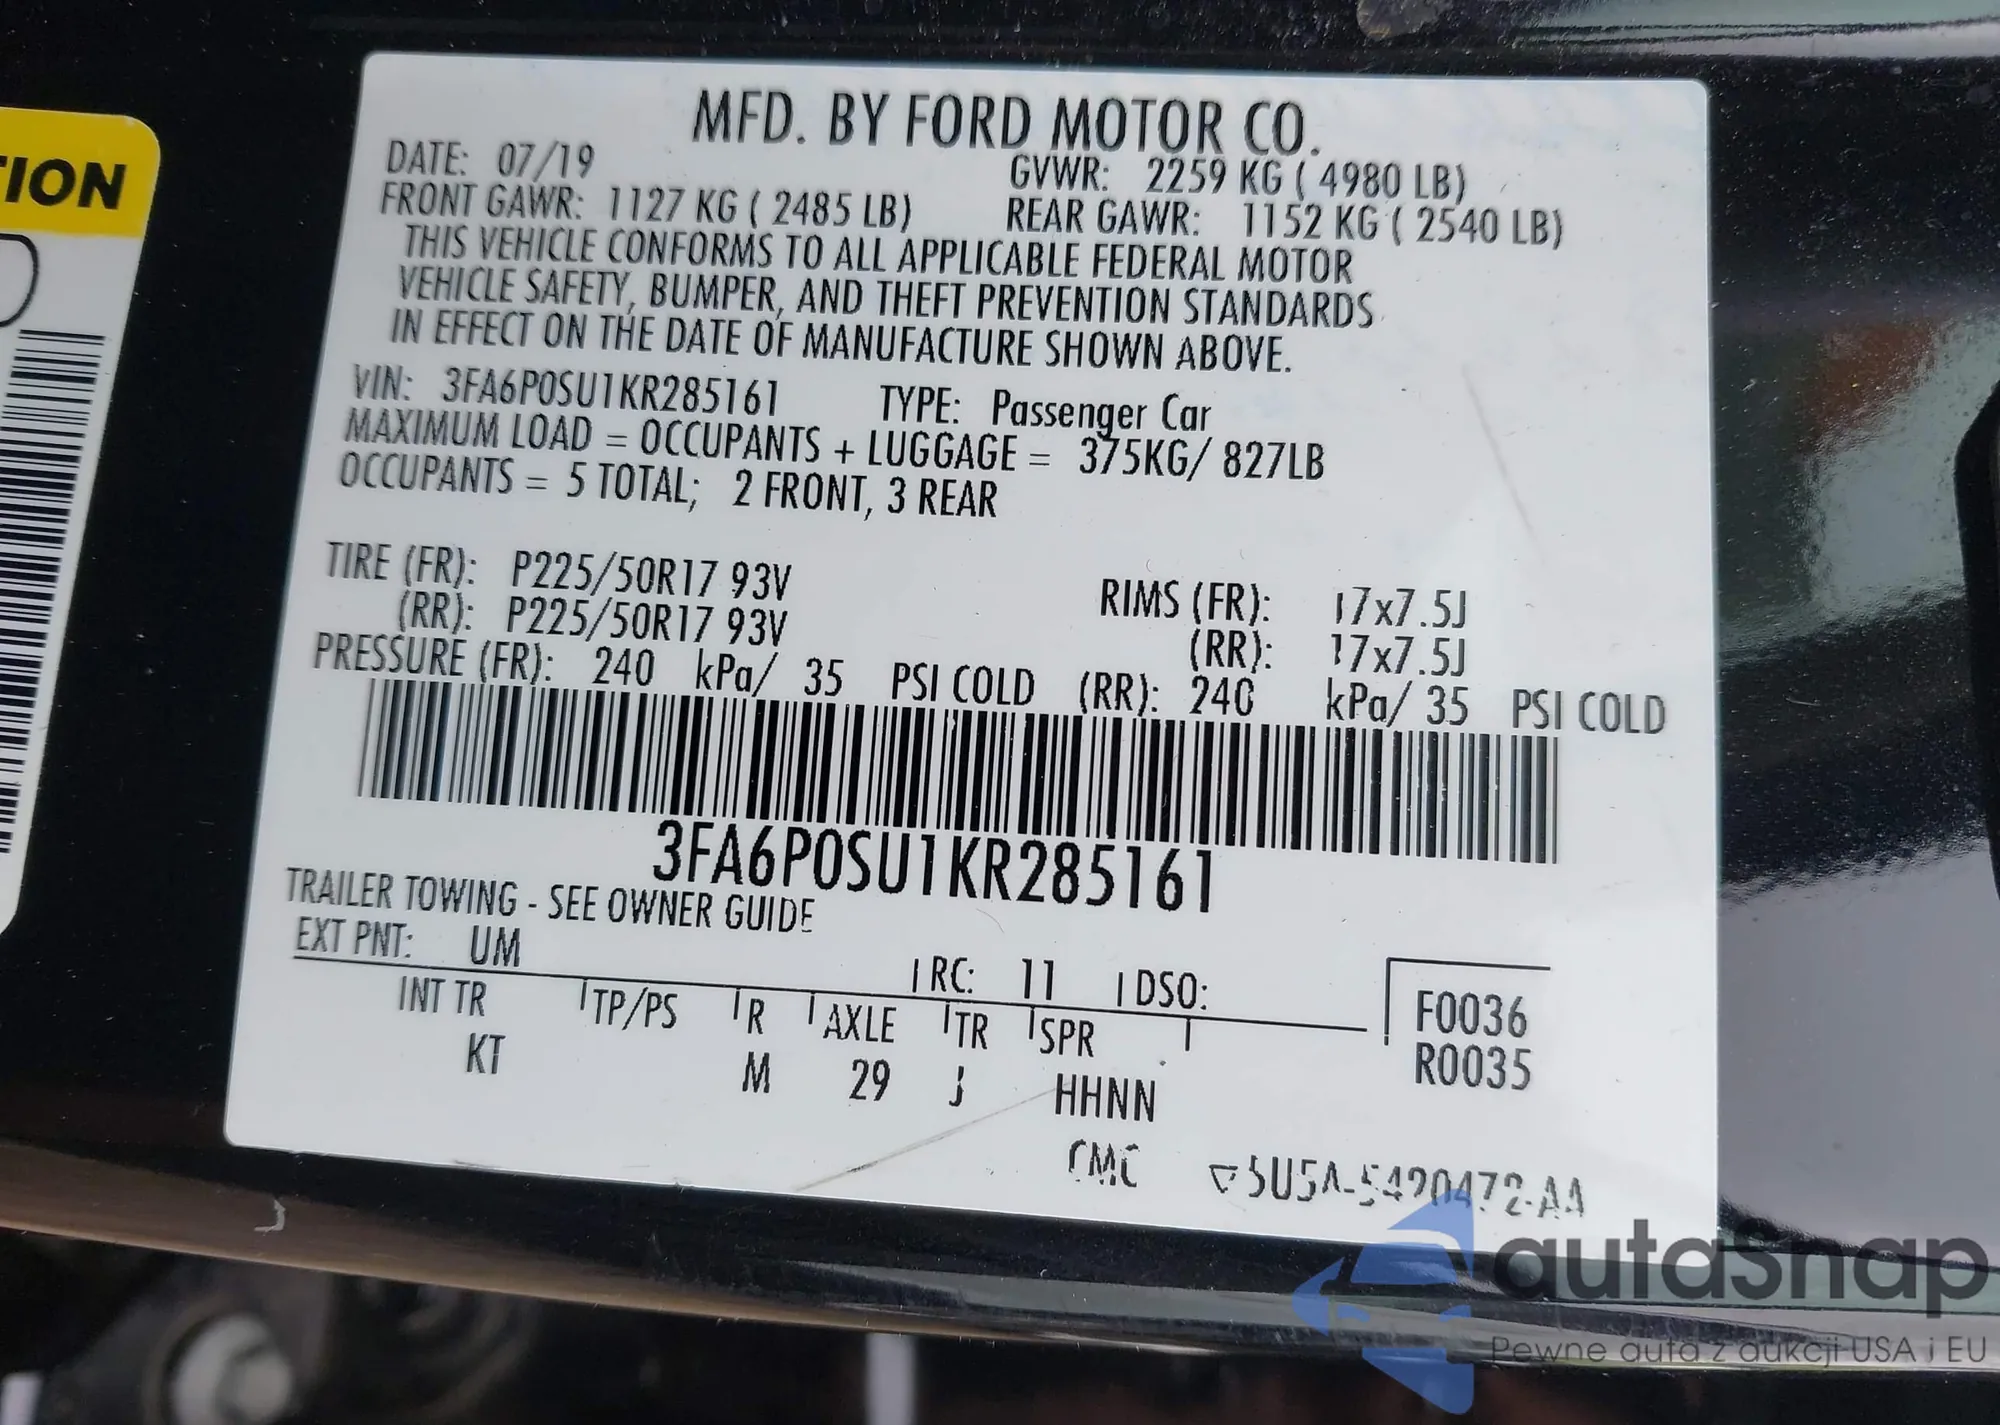 TION
MFD. BY FORD MOTOR CO.
DATE: 07/19 GVWR: 2259 KG ( 4980 LB)
FRONT GAWR: 1127 KG ( 2485 LB) REAR GAWR: 1152 KG ( 2540 LB)
THIS VEHICLE CONFORMS TO ALL APPLICABLE FEDERAL MOTOR
VEHICLE SAFETY, BUMPER, AND THEFT PREVENTION STANDARDS
IN EFFECT ON THE DATE OF MANUFACTURE SHOWN ABOVE.
VIN: 3FA6P0SU1KR285161 TYPE: Passenger Car
MAXIMUM LOAD = OCCUPANTS + LUGGAGE = 375KG/ 827LB
OCCUPANTS = 5 TOTAL; 2 FRONT, 3 REAR
TIRE (FR): P225/50R17 93V RIMS (FR): 17x7.5J
(RR): P225/50R17 93V (RR): 17x7.5J
PRESSURE (FR): 240 kPa/ 35 PSI COLD (RR): 240 kPa/ 35 PSI COLD
3FA6P0SU1KR285161
TRAILER TOWING - SEE OWNER GUIDE
EXT PNT: UM RC: 11 DSO:
INT TR TP/PS R AXLE TR SPR F0036
KT M 29 J HHNN R0035
CMC
autasnap
Pewne auta z aukcji USA i EU